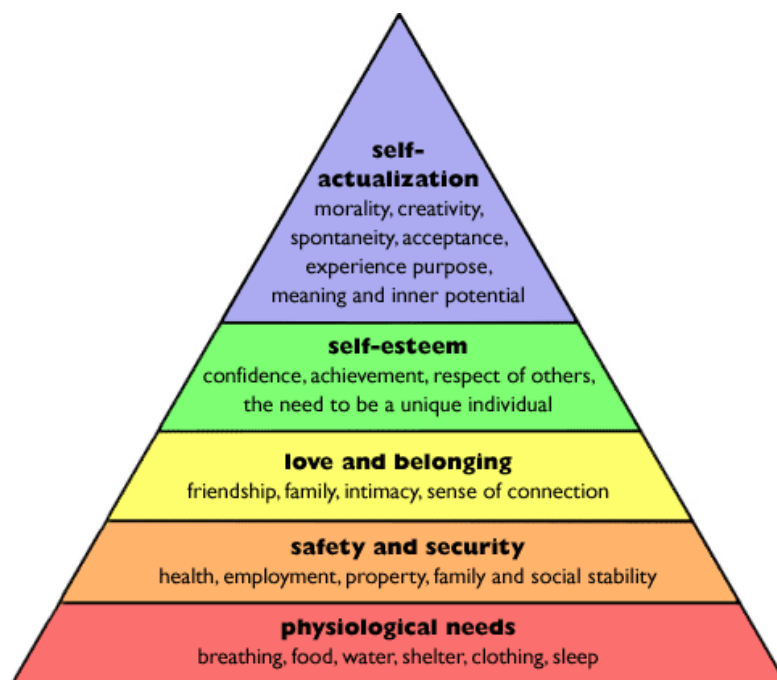 self-
actualization
morality, creativity,
spontaneity, acceptance,
experience purpose,
meaning and inner potential
self-esteem
confidence, achievement, respect of others,
the need to be a unique individual
love and belonging
friendship, family, intimacy, sense of connection
safety and security
health, employment, property, family and social stability
physiological needs
breathing, food, water, shelter, clothing, sleep